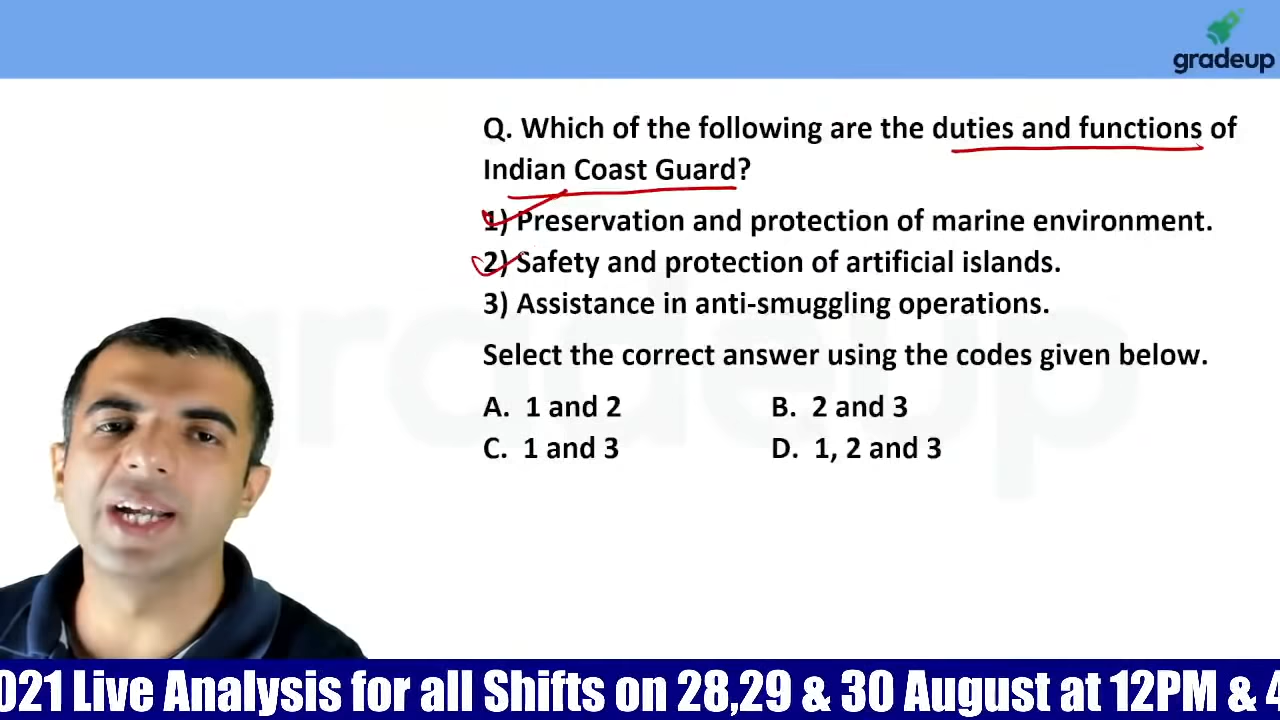 gradeup
Q. Which of the following are the duties and functions of
Indian Coast Guard?
1) Preservation and protection of marine environment.
2) Safety and protection of artificial islands.
3) Assistance in anti-smuggling operations.
Select the correct answer using the codes given below.
A. 1 and 2 B. 2 and 3
C. 1 and 3 D. 1, 2 and 3
gradeup
021 Live Analysis for all Shifts on 28,29 & 30 August at 12PM & 4